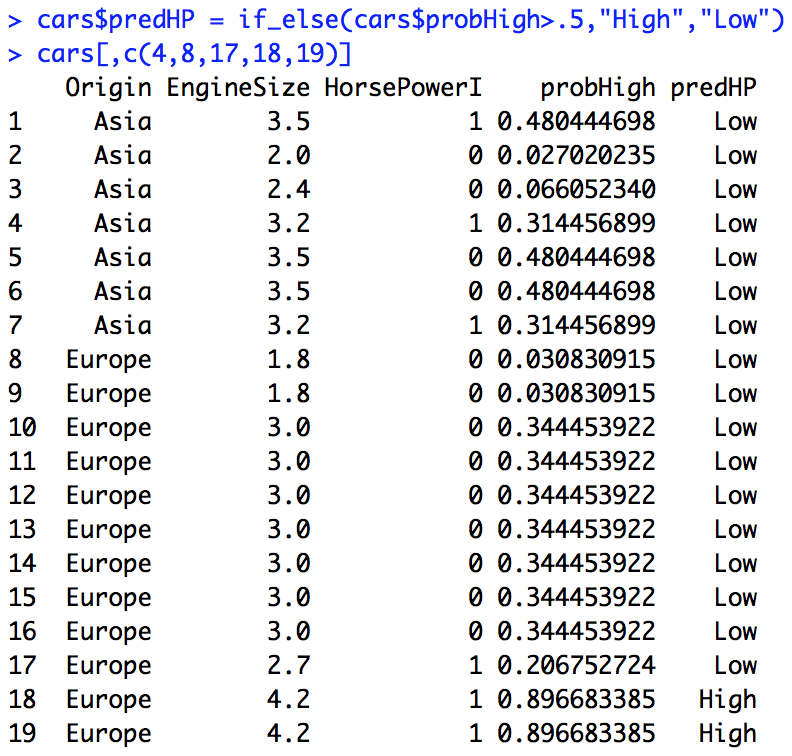 > cars$predHP = if_else(cars$probHigh>.5,"High","Low")
> cars[,c(4,8,17,18,19)]
Origin EngineSize HorsePowerI probHigh predHP
1 Asia 3.5 1 0.480444698 Low
2 Asia 2.0 0 0.027020235 Low
3 Asia 2.4 0 0.066052340 Low
4 Asia 3.2 1 0.314456899 Low
5 Asia 3.5 0 0.480444698 Low
6 Asia 3.5 0 0.480444698 Low
7 Asia 3.2 1 0.314456899 Low
8 Europe 1.8 0 0.030830915 Low
9 Europe 1.8 0 0.030830915 Low
10 Europe 3.0 0 0.344453922 Low
11 Europe 3.0 0 0.344453922 Low
12 Europe 3.0 0 0.344453922 Low
13 Europe 3.0 0 0.344453922 Low
14 Europe 3.0 0 0.344453922 Low
15 Europe 3.0 0 0.344453922 Low
16 Europe 3.0 0 0.344453922 Low
17 Europe 2.7 1 0.206752724 Low
18 Europe 4.2 1 0.896683385 High
19 Europe 4.2 1 0.896683385 High